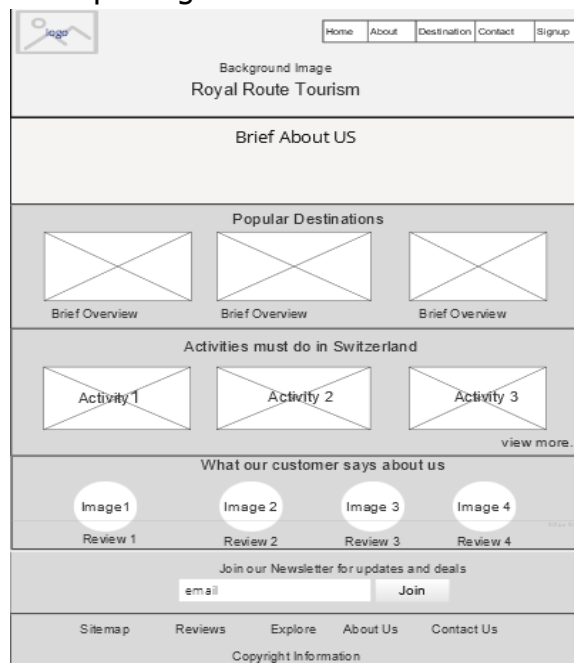 logo
Home About Destination Contact Signup
Background Image
Royal Route Tourism
Brief About US
Popular Destinations
Brief Overview Brief Overview Brief Overview
Activities must do in Switzerland
Activity 1 Activity 2 Activity 3
view more.
What our customer says about us
Image1 Image 2 Image 3 Image 4
Review 1 Review 2 Review 3 Review 4
Join our Newsletter for updates and deals
email Join
Sitemap Reviews Explore About Us Contact Us
Copyright Information